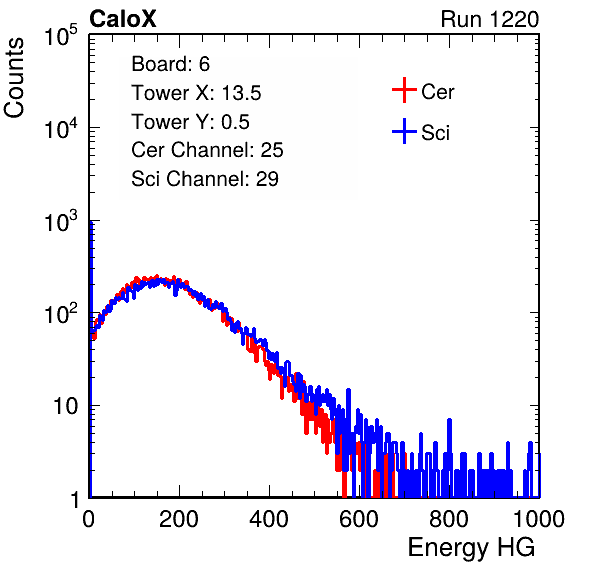 CaloX Run 1220
Counts
10^5
10^4
10^3
10^2
10
1
Board: 6
Tower X: 13.5
Tower Y: 0.5
Cer Channel: 25
Sci Channel: 29
Cer
Sci
0 200 400 600 800 1000
Energy HG